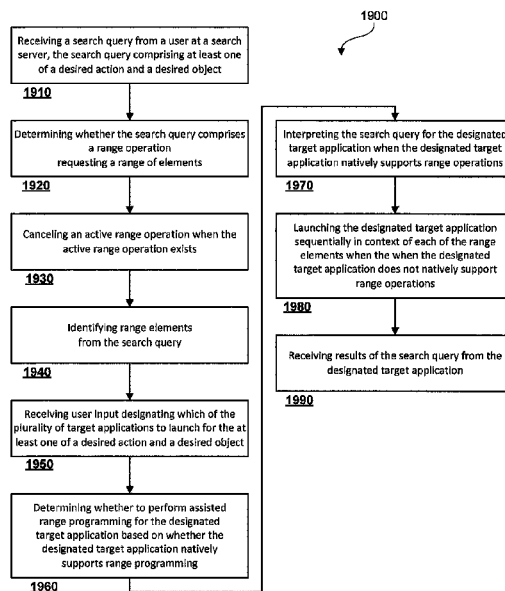 1900
Receiving a search query from a user at a search
server, the search query comprising at least one
of a desired action and a desired object
1910
Determining whether the search query comprises
a range operation
requesting a range of elements
1920
Canceling an active range operation when the
active range operation exists
1930
Identifying range elements
from the search query
1940
Receiving user input designating which of the
plurality of target applications to launch for the at
least one of a desired action and a desired object
1950
Determining whether to perform assisted
range programming for the designated
target application based on whether the
designated target application natively
supports range programming
1960
Interpreting the search query for the designated
target application when the designated target
application natively supports range operations
1970
Launching the designated target application
sequentially in context of each of the range
elements when the when the designated
target application does not natively support
range operations
1980
Receiving results of the search query from the
designated target application
1990